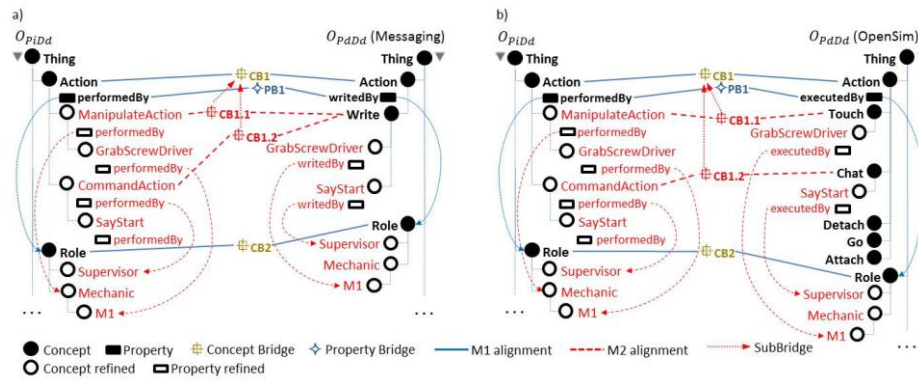 a)
O_PiDd
O_PdDd (Messaging)
Thing
Thing
Action
CB1
Action
performedBy
PB1
writedBy
ManipulateAction
CB1.1
Write
performedBy
CB1.2
GrabScrewDriver
GrabScrewDriver
performedBy
writedBy
CommandAction
SayStart
performedBy
writedBy
SayStart
Role
performedBy
Supervisor
Role
CB2
Mechanic
Supervisor
M1
Mechanic
M1
...
...
b)
O_PiDd
O_PdDd (OpenSim)
Thing
Thing
Action
CB1
Action
performedBy
PB1
executedBy
ManipulateAction
CB1.1
Touch
performedBy
GrabScrewDriver
GrabScrewDriver
executedBy
performedBy
Chat
CommandAction
CB1.2
SayStart
performedBy
executedBy
SayStart
Detach
performedBy
Go
Role
CB2
Attach
Supervisor
Role
Mechanic
Supervisor
M1
Mechanic
M1
...
...
Concept
Property
Concept Bridge
Property Bridge
M1 alignment
M2 alignment
SubBridge
Concept refined
Property refined